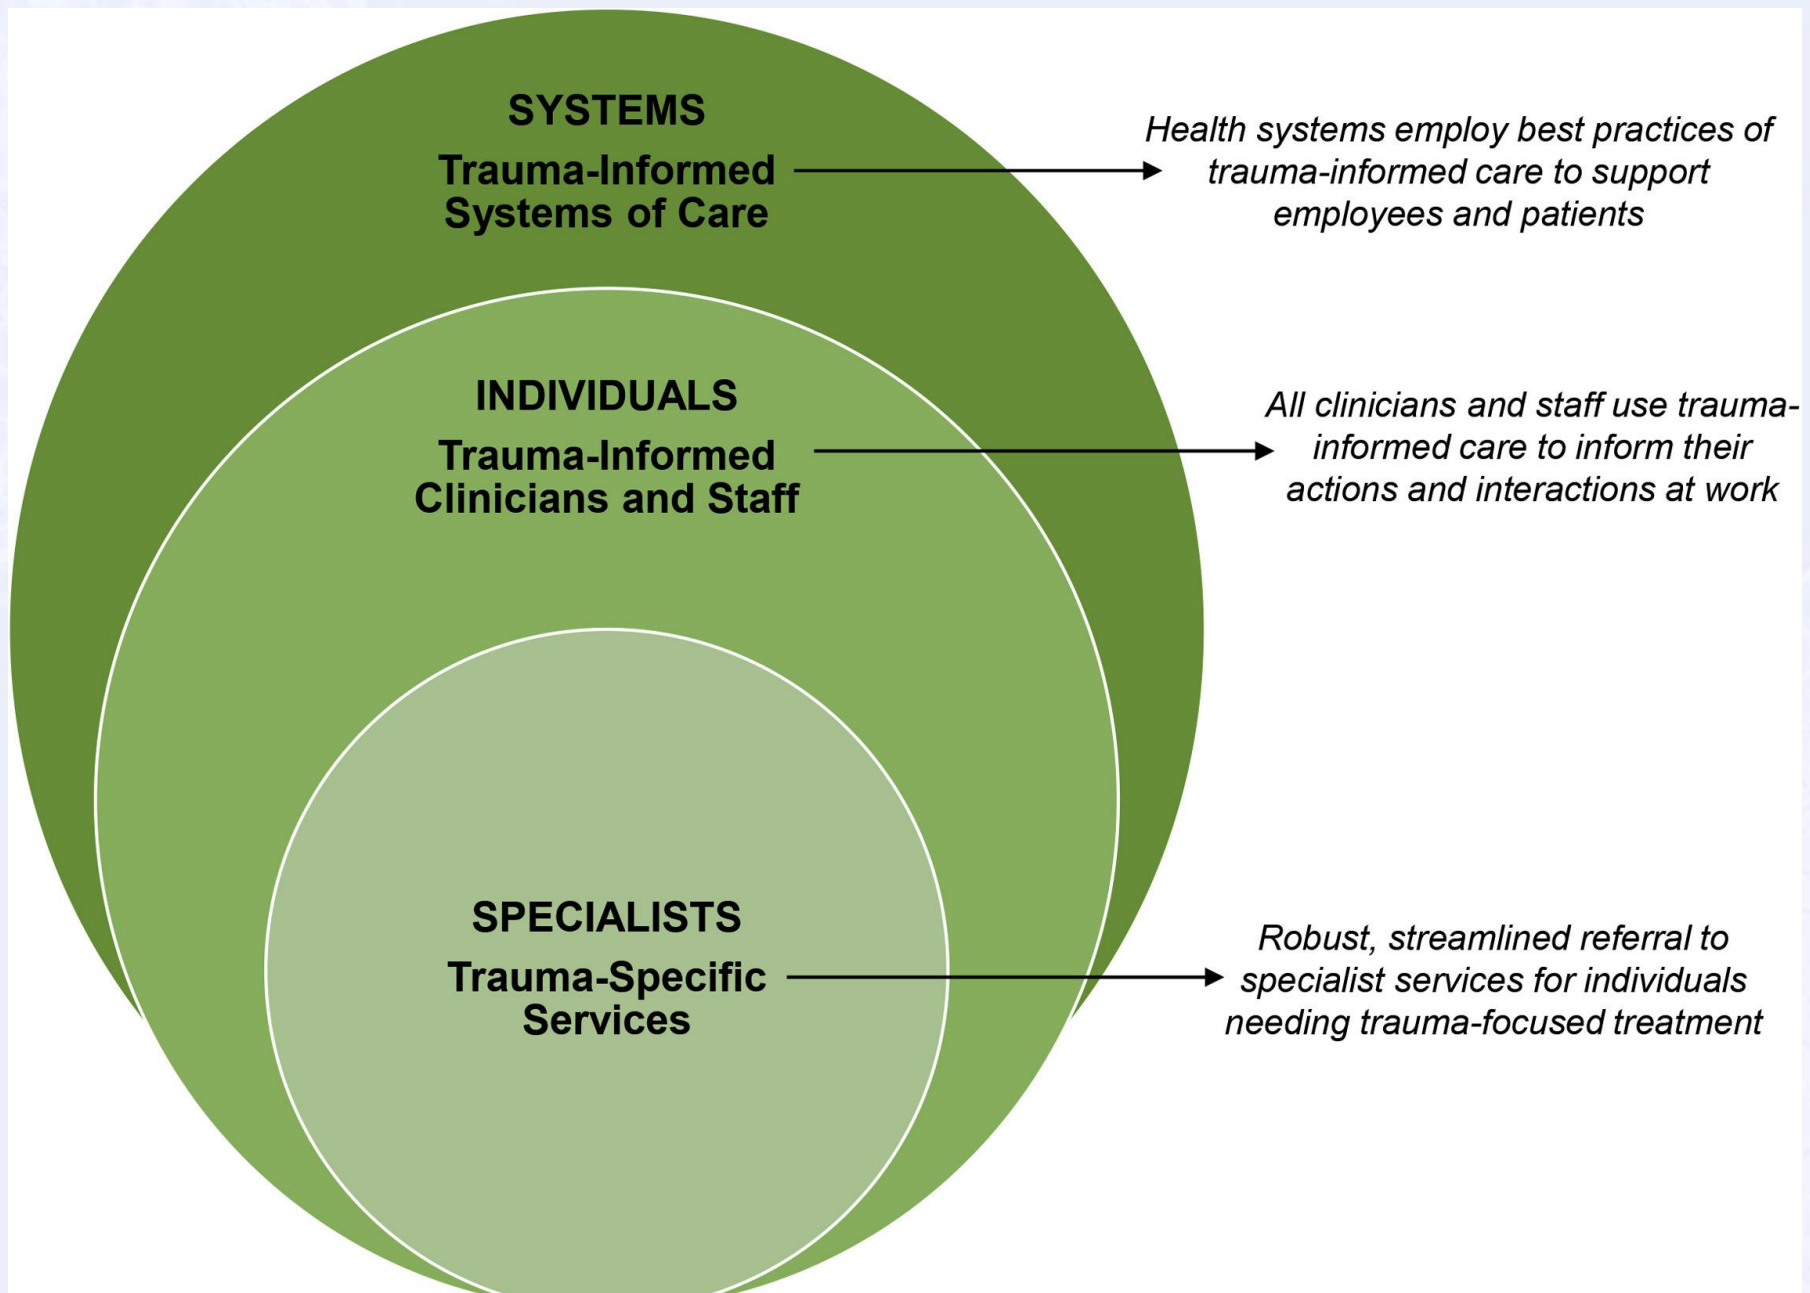 SYSTEMS
Trauma-Informed
Systems of Care
Health systems employ best practices of
trauma-informed care to support
employees and patients
INDIVIDUALS
Trauma-Informed
Clinicians and Staff
All clinicians and staff use trauma-
informed care to inform their
actions and interactions at work
SPECIALISTS
Trauma-Specific
Services
Robust, streamlined referral to
specialist services for individuals
needing trauma-focused treatment